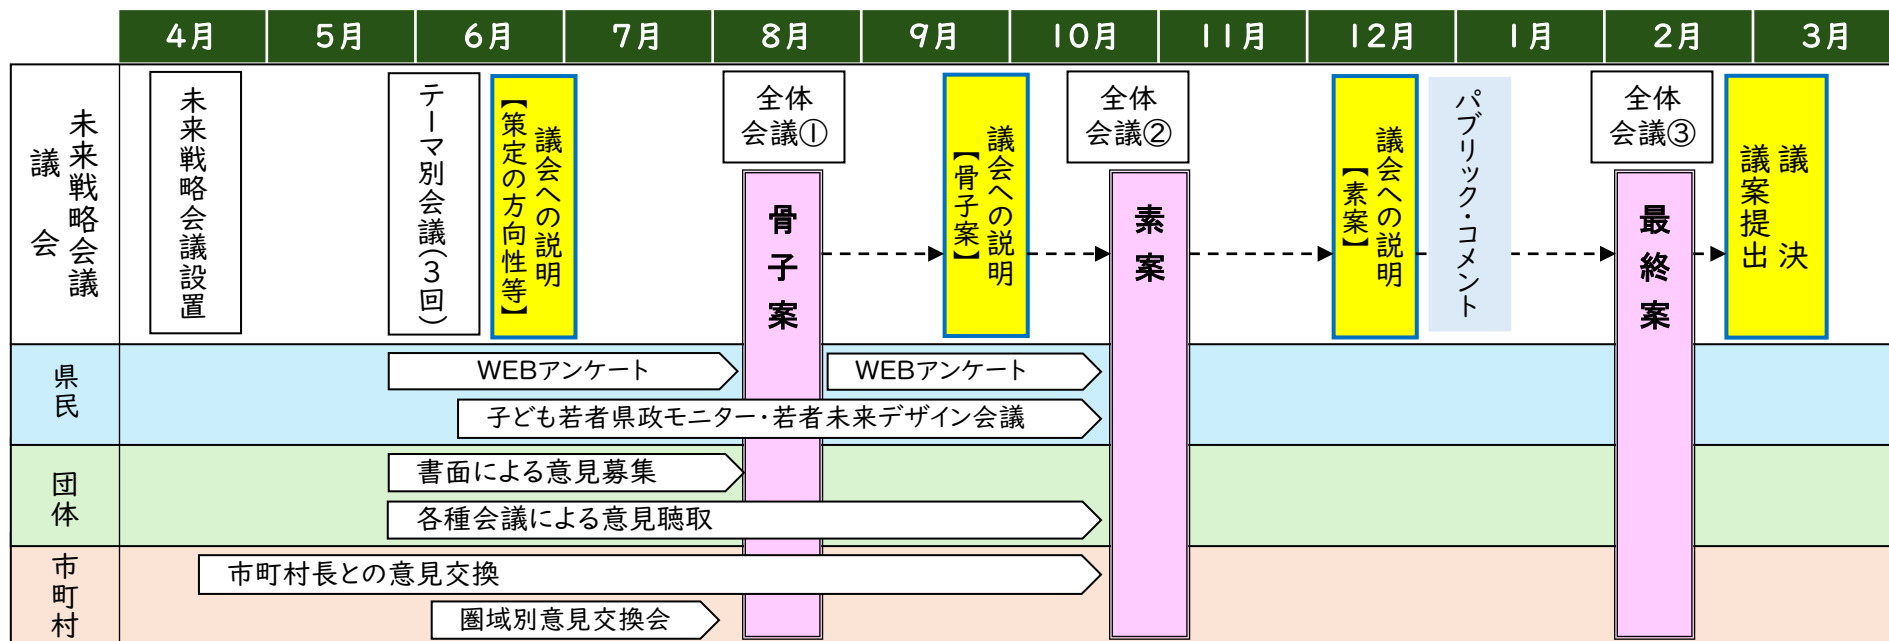 4月
5月
6月
7月
8月
9月
10月
11月
12月
1月
2月
3月
未来戦略会議
議会
未来戦略会議設置
テーマ別会議(3回)
議会への説明
【策定の方向性等】
全体
会議①
議会への説明
【骨子案】
全体
会議②
議会への説明
【素案】
パブリック・コメント
全体
会議③
議決
議案提出
骨子案
素案
最終案
県民
WEBアンケート
WEBアンケート
子ども若者県政モニター・若者未来デザイン会議
団体
書面による意見募集
各種会議による意見聴取
市町村
市町村長との意見交換
圏域別意見交換会